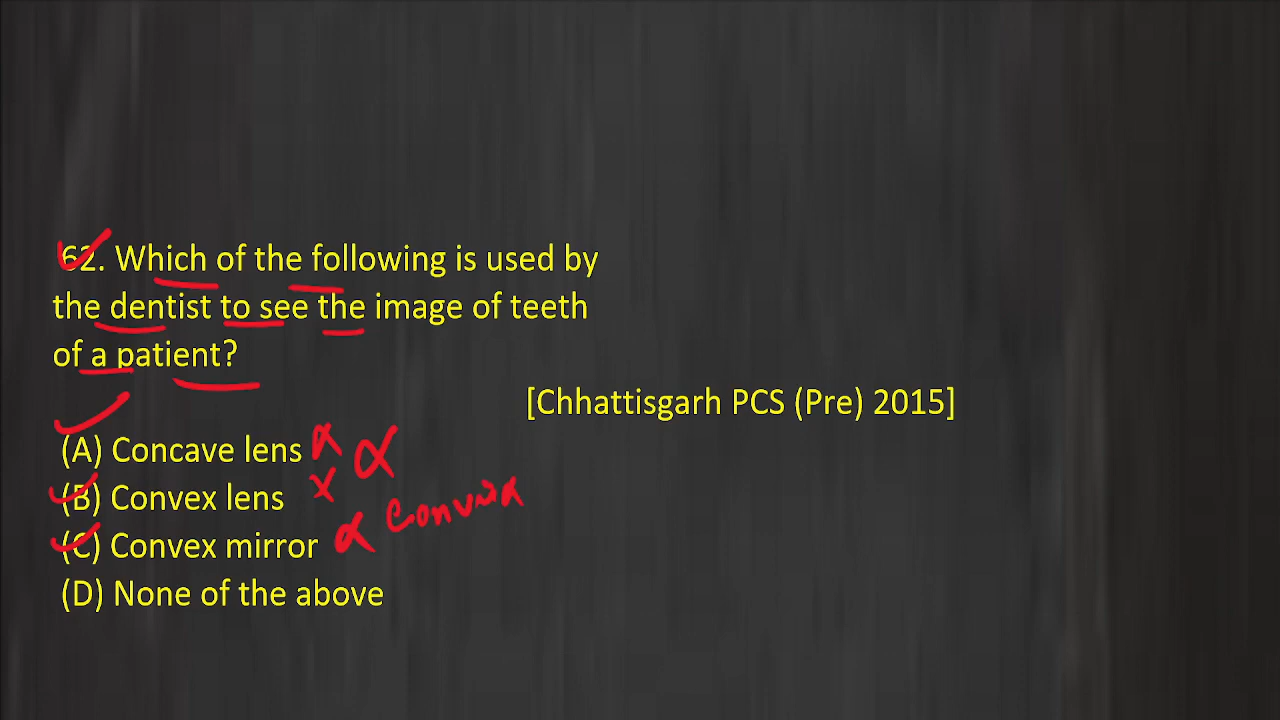 62. Which of the following is used by
the dentist to see the image of teeth
of a patient?
[Chhattisgarh PCS (Pre) 2015]
(A) Concave lens
(B) Convex lens
(C) Convex mirror convex
(D) None of the above